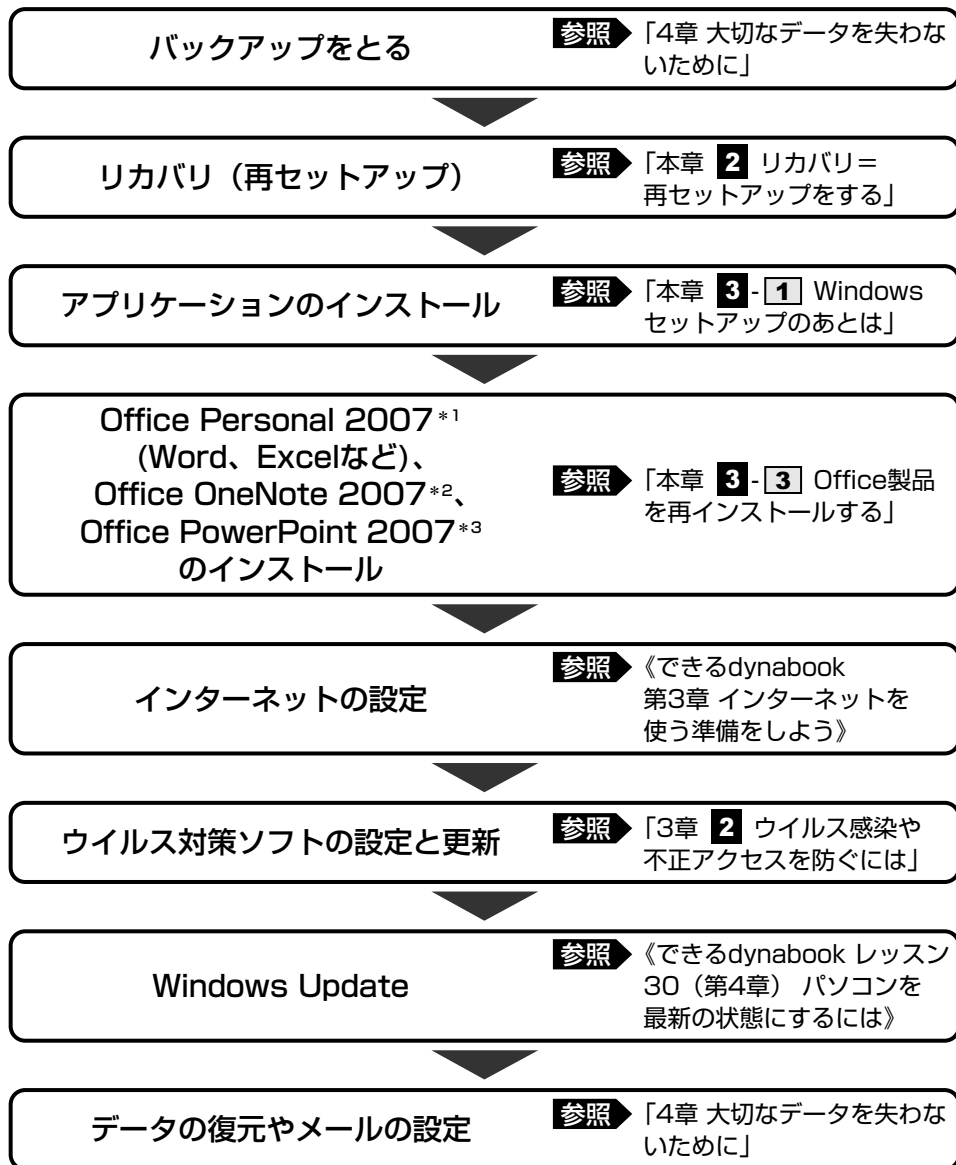 バックアップをとる
参照 「4章 大切なデータを失わな
いために」
リカバリ（再セットアップ）
参照 「本章 2 リカバリ＝
再セットアップをする」
アプリケーションのインストール
参照 「本章 3 - 1 Windows
セットアップのあとは」
Office Personal 2007*1
(Word、Excelなど)、
Office OneNote 2007*2、
Office PowerPoint 2007*3
のインストール
参照 「本章 3 - 3 Office製品
を再インストールする」
インターネットの設定
参照 《できるdynabook
第3章 インターネットを
使う準備をしよう》
ウイルス対策ソフトの設定と更新
参照 「3章 2 ウイルス感染や
不正アクセスを防ぐには」
Windows Update
参照 《できるdynabook レッスン
30（第4章） パソコンを
最新の状態にするには》
データの復元やメールの設定
参照 「4章 大切なデータを失わな
いために」